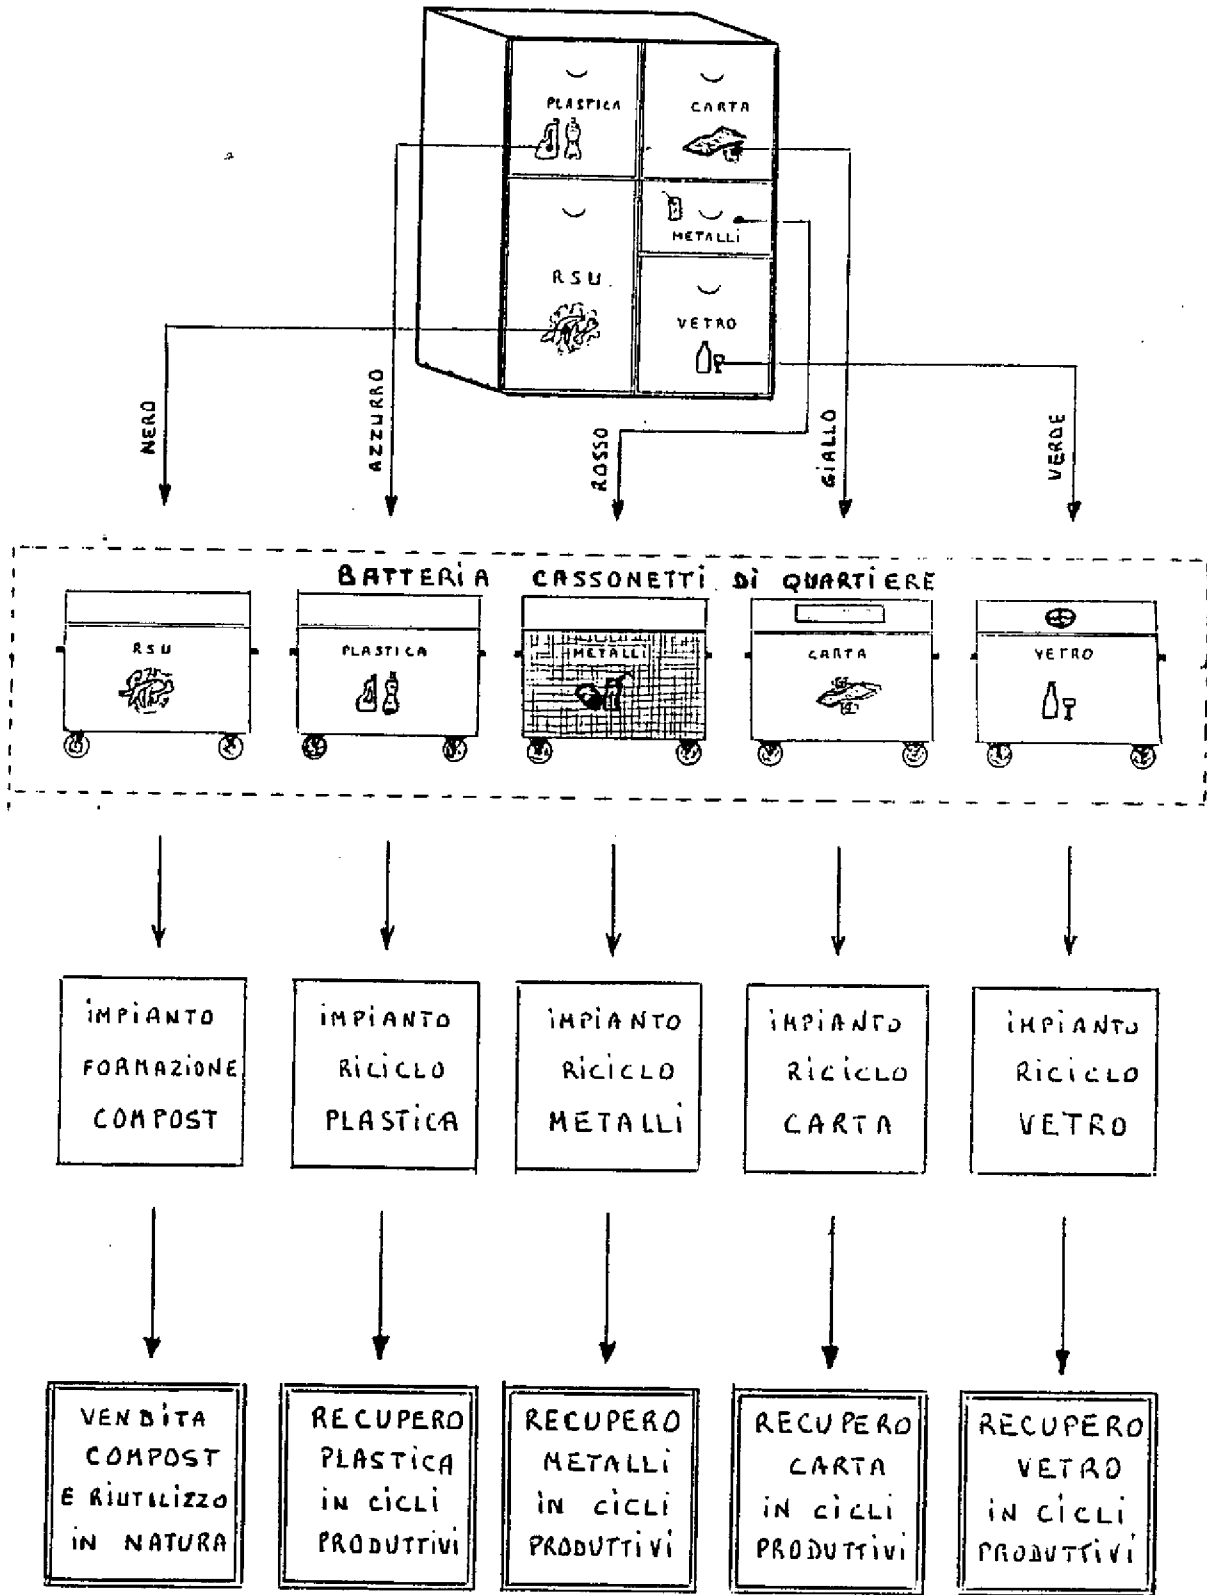 PLASTICA
CARTA
METALLI
RSU
VETRO
NERO
AZZURRO
ROSSO
GIALLO
VERDE
BATTERIA CASSONETTI DI QUARTIERE
RSU
PLASTICA
METALLI
CARTA
VETRO
IMPIANTO
FORMAZIONE
COMPOST
IMPIANTO
RICICLO
PLASTICA
IMPIANTO
RICICLO
METALLI
IMPIANTO
RICICLO
CARTA
IMPIANTO
RICICLO
VETRO
VENDITA
COMPOST
E RIUTILIZZO
IN NATURA
RECUPERO
PLASTICA
IN CICLI
PRODUTTIVI
RECUPERO
METALLI
IN CICLI
PRODUTTIVI
RECUPERO
CARTA
IN CICLI
PRODUTTIVI
RECUPERO
VETRO
IN CICLI
PRODUTTIVI